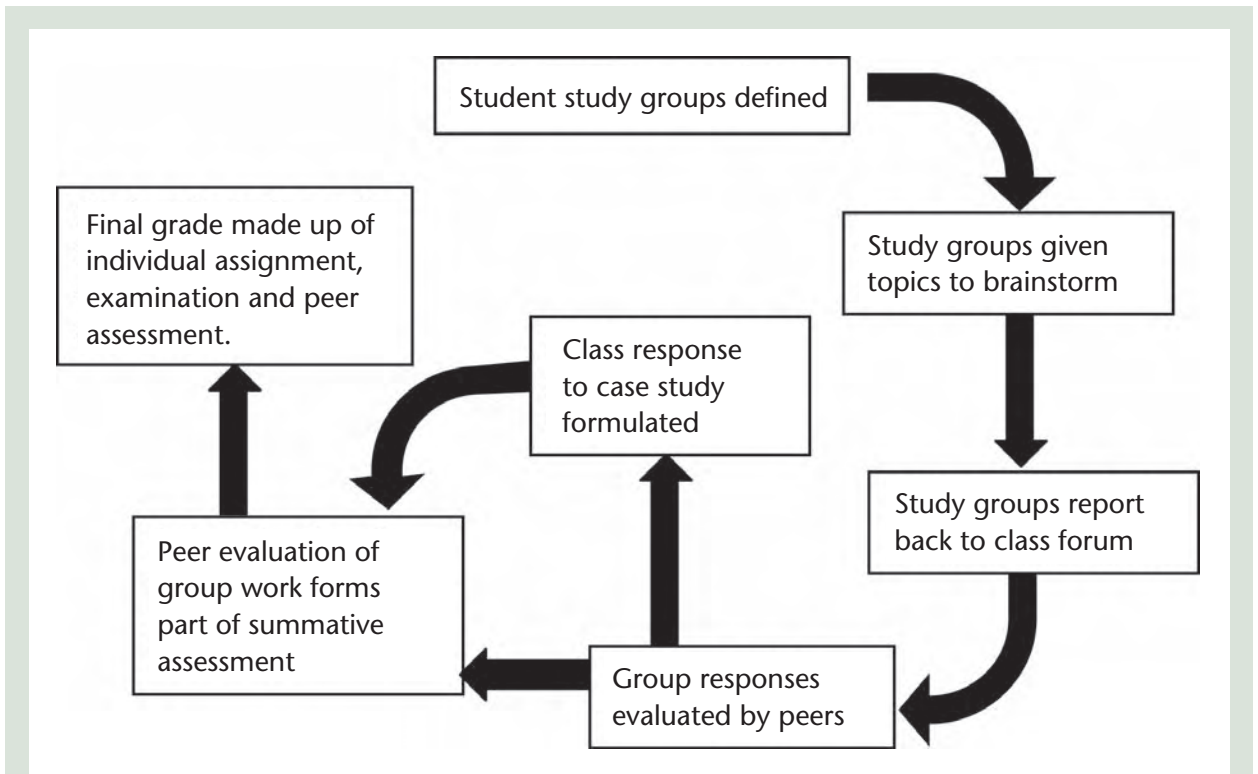 Student study groups defined
Study groups given
topics to brainstorm
Study groups report
back to class forum
Group responses
evaluated by peers
Class response
to case study
formulated
Peer evaluation of
group work forms
part of summative
assessment
Final grade made up of
individual assignment,
examination and peer
assessment.